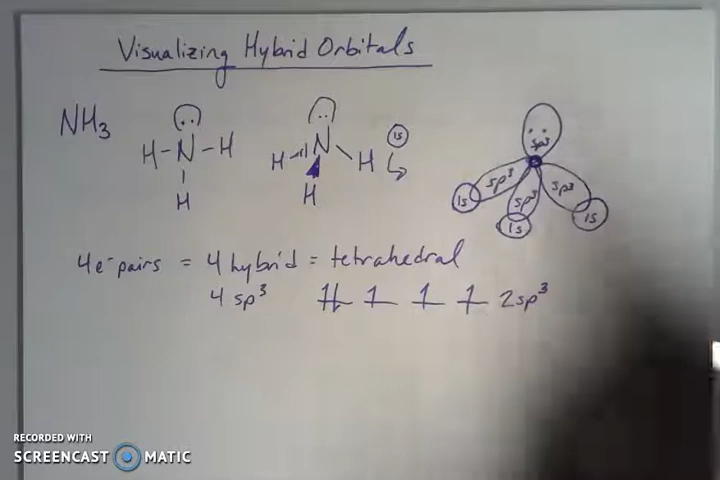 Visualizing Hybrid Orbitals
NH3
··
H-N-H
H
··
N
H H
H
1s
··
sp³
sp³ sp³ sp³
1s 1s 1s
4 e⁻ pairs = 4 hybrid = tetrahedral
4 sp³ 2sp³
RECORDED WITH
SCREENCAST MATIC